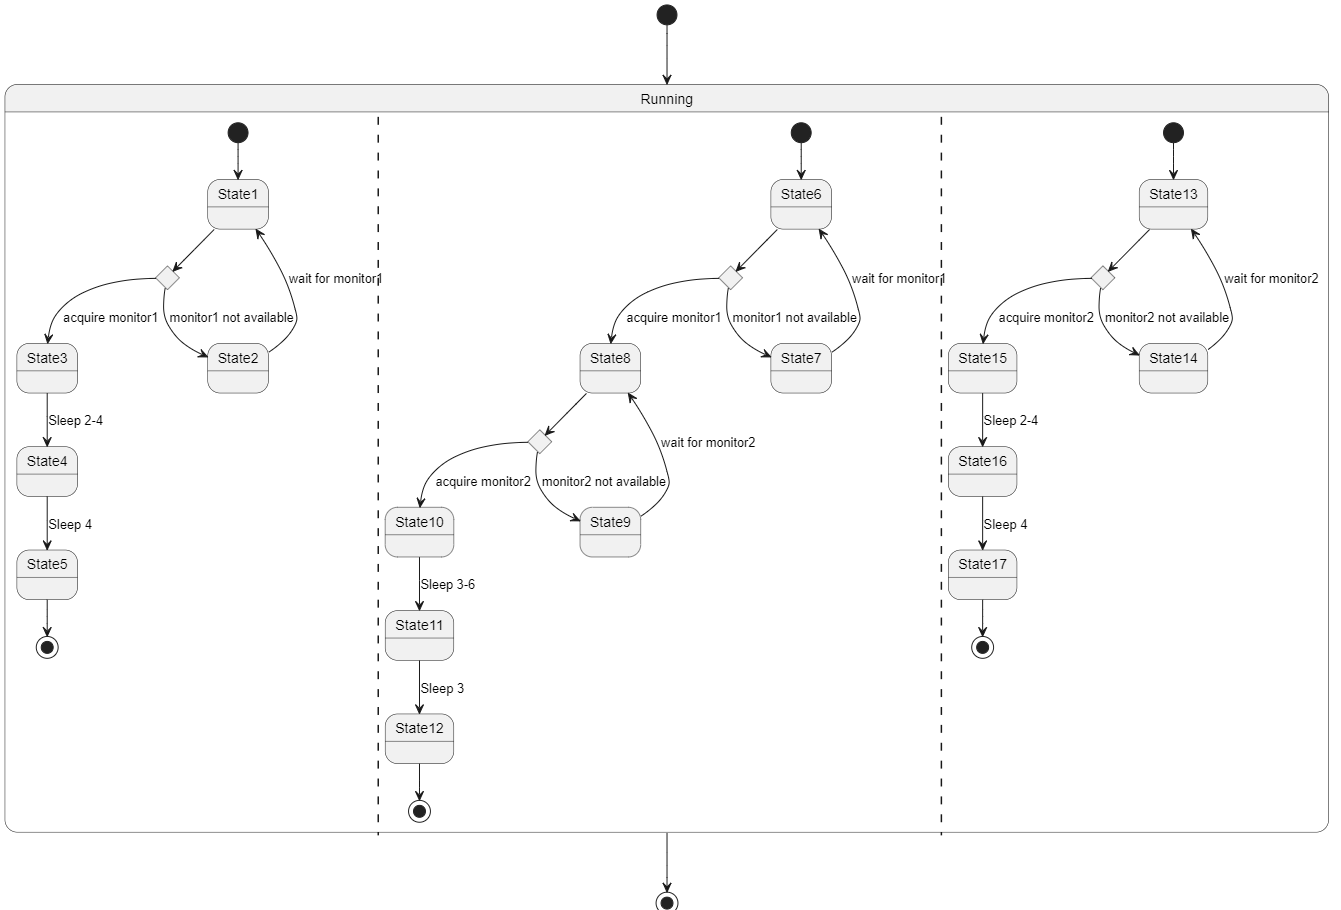 Running
State1
wait for monitor1
acquire monitor1
monitor1 not available
State3
State2
Sleep 2-4
State4
Sleep 4
State5
State6
wait for monitor1
acquire monitor1
monitor1 not available
State8
State7
wait for monitor2
acquire monitor2
monitor2 not available
State10
State9
Sleep 3-6
State11
Sleep 3
State12
State13
wait for monitor2
acquire monitor2
monitor2 not available
State15
State14
Sleep 2-4
State16
Sleep 4
State17